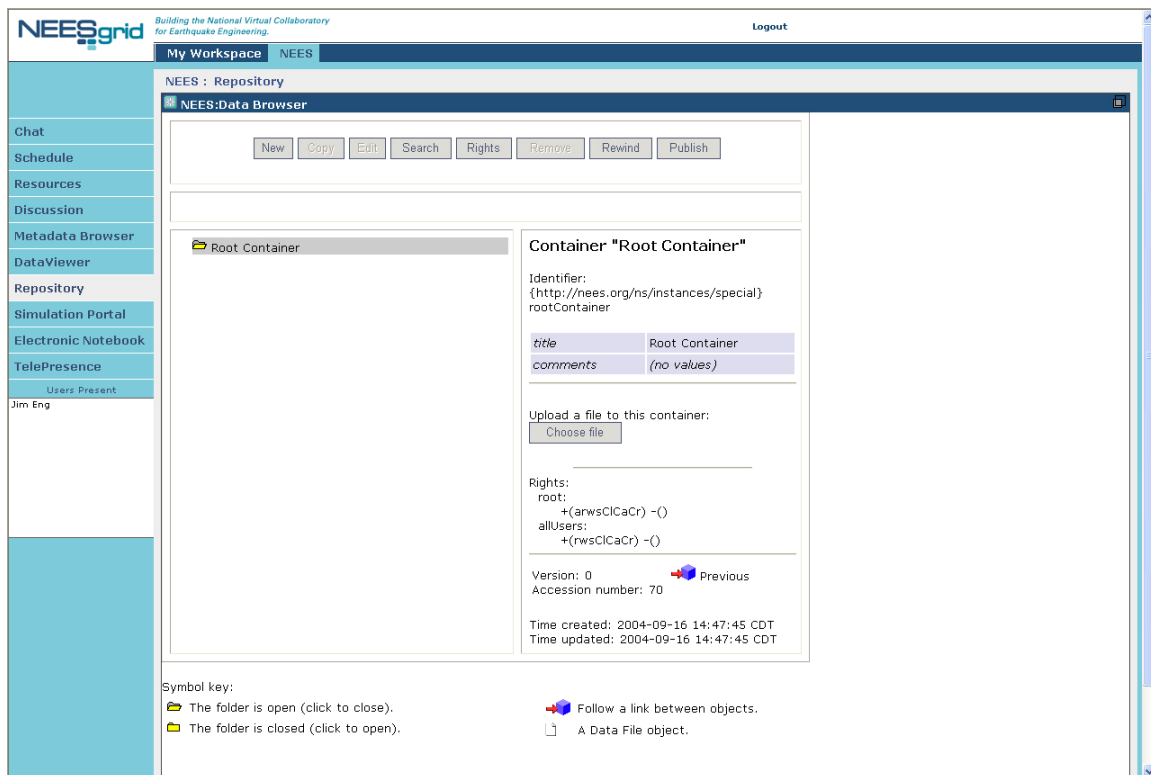 NEESgrid
Building the National Virtual Collaboratory
for Earthquake Engineering.
Logout
My Workspace NEES
NEES : Repository
NEES:Data Browser
Chat
Schedule
Resources
Discussion
Metadata Browser
DataViewer
Repository
Simulation Portal
Electronic Notebook
TelePresence
Users Present
Jim Eng
New Copy Edit Search Rights Remove Rewind Publish
Root Container
Container "Root Container"
Identifier:
{http://nees.org/ns/instances/special}
rootContainer
title Root Container
comments (no values)
Upload a file to this container:
Choose file
Rights:
root:
+(arwsClCaCr) -()
allUsers:
+(rwsClCaCr) -()
Version: 0 Previous
Accession number: 70
Time created: 2004-09-16 14:47:45 CDT
Time updated: 2004-09-16 14:47:45 CDT
Symbol key:
The folder is open (click to close). Follow a link between objects.
The folder is closed (click to open). A Data File object.